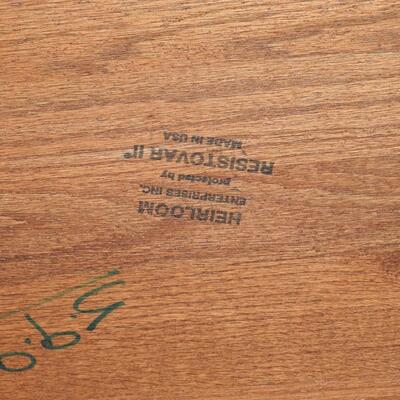 HEIRLOOM
ENTERPRISES INC.
protected by
RESISTOVAR II®
MADE IN USA